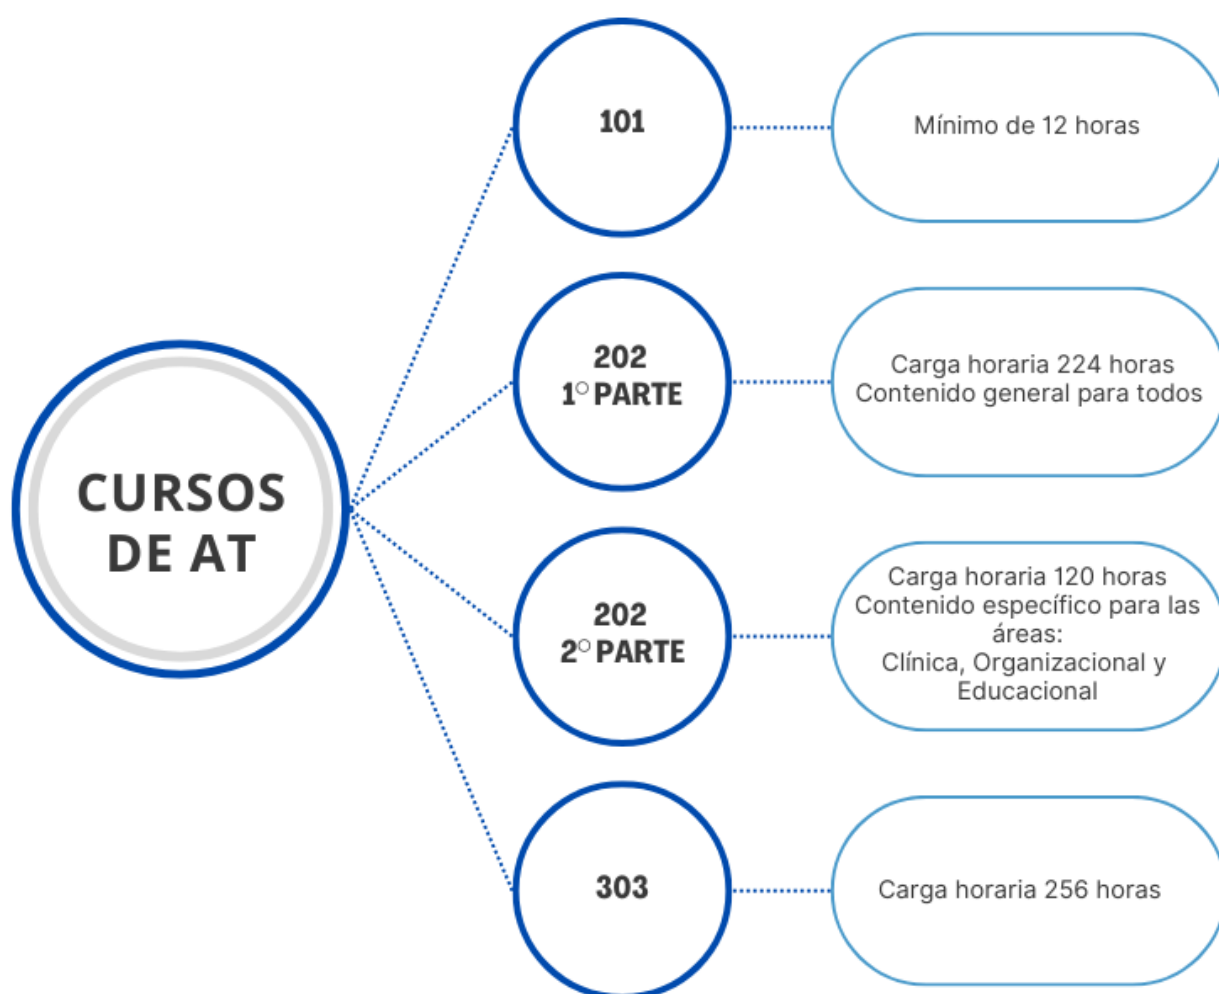 CURSOS
DE AT
101
Mínimo de 12 horas
202
1° PARTE
Carga horaria 224 horas
Contenido general para todos
202
2° PARTE
Carga horaria 120 horas
Contenido específico para las
áreas:
Clínica, Organizacional y
Educacional
303
Carga horaria 256 horas